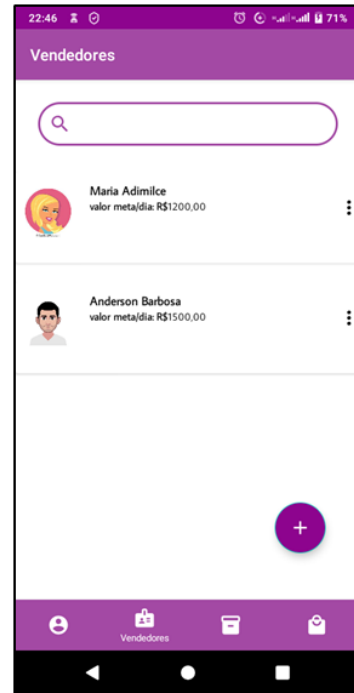 22:46
71%
Vendedores
Maria Adimilce
valor meta/dia: R$1200,00
Anderson Barbosa
valor meta/dia: R$1500,00
Vendedores